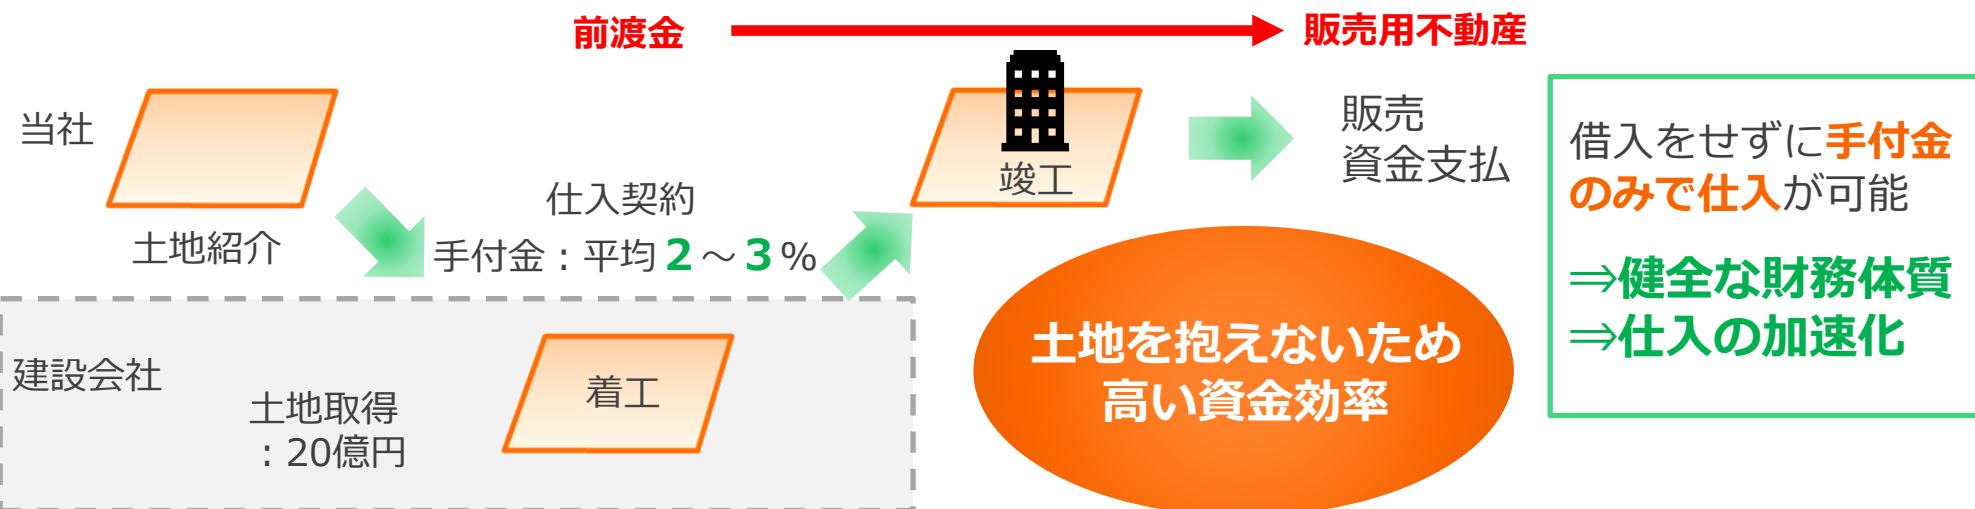 前渡金
販売用不動産
当社
土地紹介
仕入契約
手付金：平均2～3%
竣工
販売
資金支払
建設会社
土地取得
：20億円
着工
土地を抱えないため
高い資金効率
借入をせずに手付金
のみで仕入が可能
⇒健全な財務体質
⇒仕入の加速化